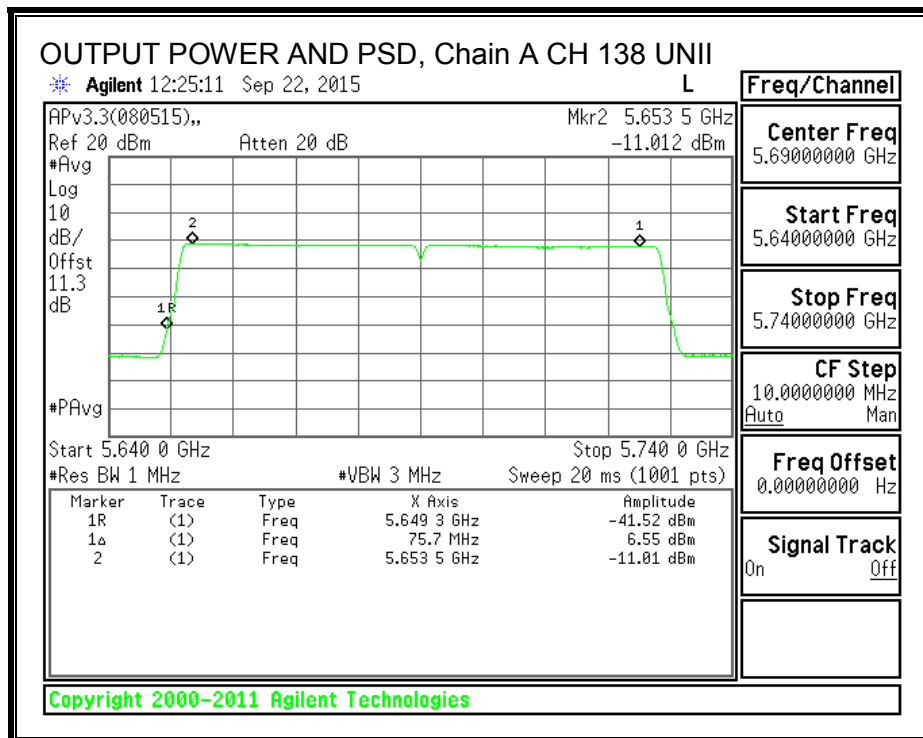 OUTPUT POWER AND PSD, Chain A CH 138 UNII
Agilent 12:25:11 Sep 22, 2015 L
APv3.3(080515),,
Mkr2 5.653 5 GHz
Ref 20 dBm Atten 20 dB -11.012 dBm
#Avg
Log
10
dB/
Offst
11.3
dB
#PAvg
2
1
1R
Start 5.640 0 GHz Stop 5.740 0 GHz
#Res BW 1 MHz #VBW 3 MHz Sweep 20 ms (1001 pts)
Marker Trace Type X Axis Amplitude
1R (1) Freq 5.649 3 GHz -41.52 dBm
1Δ (1) Freq 75.7 MHz 6.55 dBm
2 (1) Freq 5.653 5 GHz -11.01 dBm
Freq/Channel
Center Freq
5.69000000 GHz
Start Freq
5.64000000 GHz
Stop Freq
5.74000000 GHz
CF Step
10.0000000 MHz
Auto Man
Freq Offset
0.00000000 Hz
Signal Track
On Off
Copyright 2000-2011 Agilent Technologies